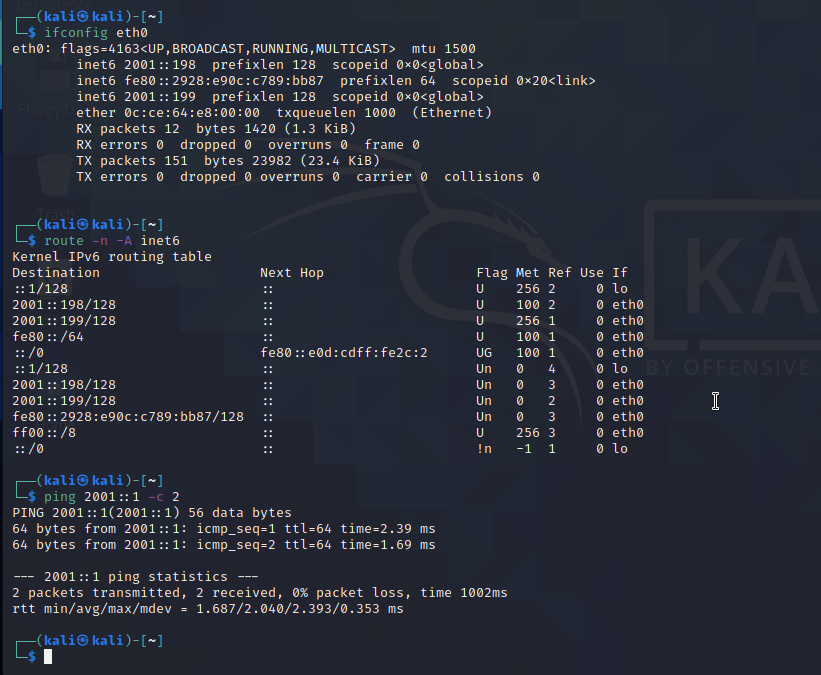 ┌──(kali㉿kali)-[~]
└─$ ifconfig eth0
eth0: flags=4163<UP,BROADCAST,RUNNING,MULTICAST>  mtu 1500
        inet6 2001::198  prefixlen 128  scopeid 0×0<global>
        inet6 fe80::2928:e90c:c789:bb87  prefixlen 64  scopeid 0×20<link>
        inet6 2001::199  prefixlen 128  scopeid 0×0<global>
        ether 0c:ce:64:e8:00:00  txqueuelen 1000  (Ethernet)
        RX packets 12  bytes 1420 (1.3 KiB)
        RX errors 0  dropped 0  overruns 0  frame 0
        TX packets 151  bytes 23982 (23.4 KiB)
        TX errors 0  dropped 0 overruns 0  carrier 0  collisions 0
┌──(kali㉿kali)-[~]
└─$ route -n -A inet6
Kernel IPv6 routing table
Destination                    Next Hop                   Flag Met Ref Use If
::1/128                        ::                         U    256 2     0 lo
2001::198/128                  ::                         U    100 2     0 eth0
2001::199/128                  ::                         U    256 1     0 eth0
fe80::/64                      ::                         U    100 1     0 eth0
::/0                           fe80::e0d:cdff:fe2c:2      UG   100 1     0 eth0
::1/128                        ::                         Un   0   4     0 lo
2001::198/128                  ::                         Un   0   3     0 eth0
2001::199/128                  ::                         Un   0   2     0 eth0
fe80::2928:e90c:c789:bb87/128  ::                         Un   0   3     0 eth0
ff00::/8                       ::                         U    256 3     0 eth0
::/0                           ::                         !n   -1  1     0 lo
┌──(kali㉿kali)-[~]
└─$ ping 2001::1 -c 2
PING 2001::1(2001::1) 56 data bytes
64 bytes from 2001::1: icmp_seq=1 ttl=64 time=2.39 ms
64 bytes from 2001::1: icmp_seq=2 ttl=64 time=1.69 ms
--- 2001::1 ping statistics ---
2 packets transmitted, 2 received, 0% packet loss, time 1002ms
rtt min/avg/max/mdev = 1.687/2.040/2.393/0.353 ms
┌──(kali㉿kali)-[~]
└─$
KA
BY OFFENSIVE
Trash